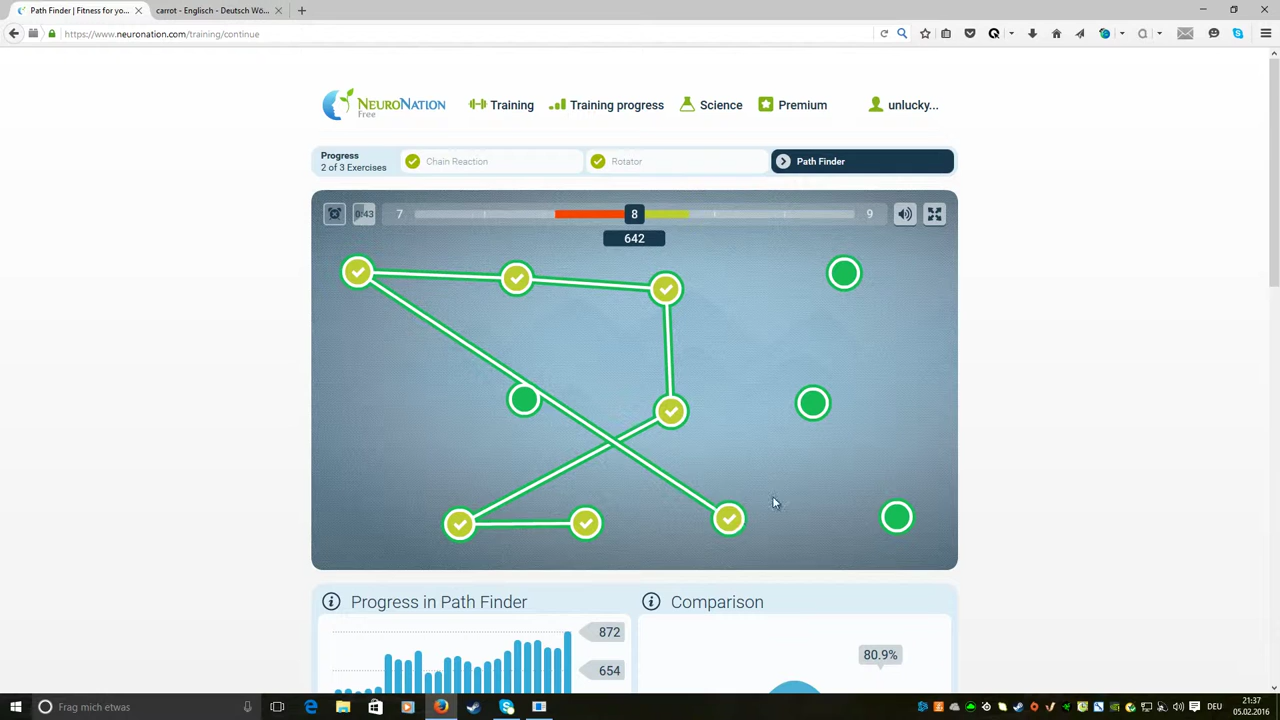 Path Finder | Fitness for yo...
carrot - Englisch - Deutsch Wö...
https://www.neuronation.com/training/continue
NEURONATION
Free
Training
Training progress
Science
Premium
unlucky...
Progress
2 of 3 Exercises
Chain Reaction
Rotator
Path Finder
0:43
7
8
9
642
Progress in Path Finder
Comparison
872
654
80.9%
Frag mich etwas
DEU
21:37
05.02.2016